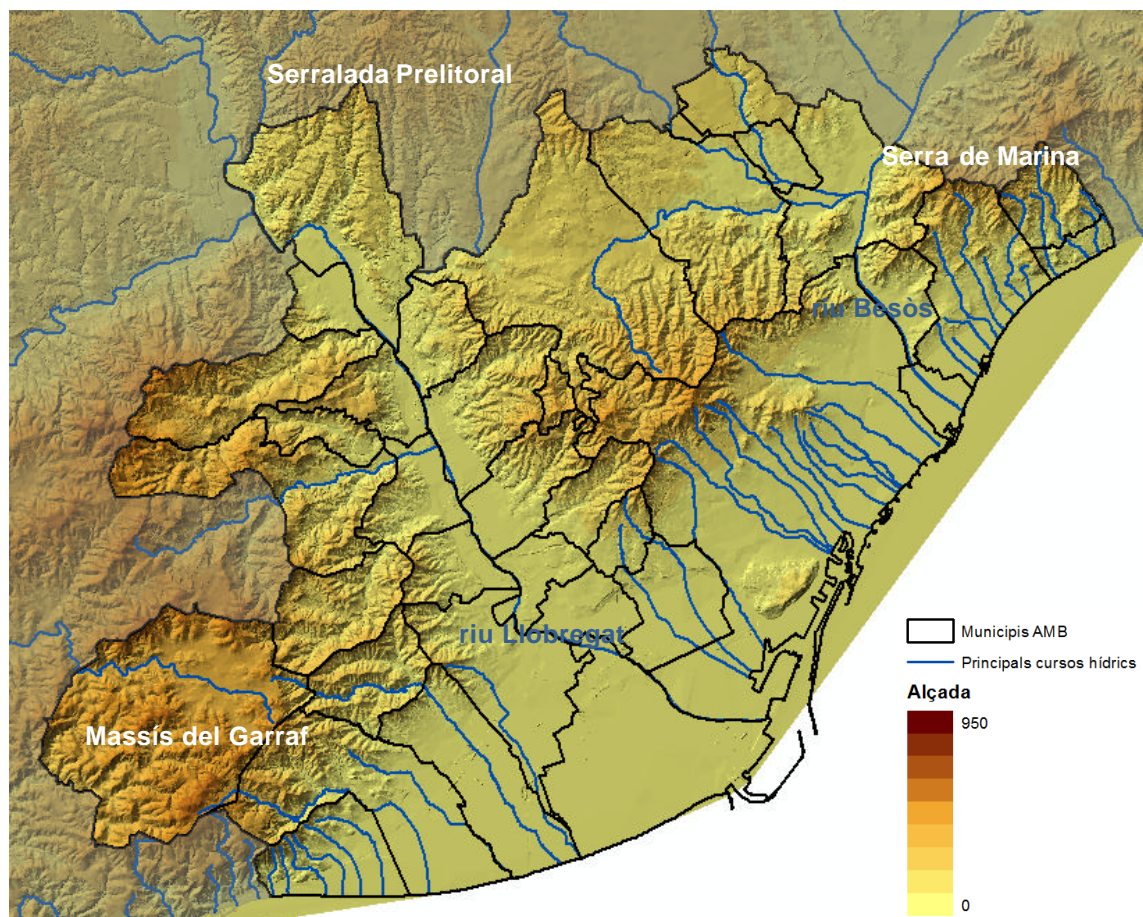 Serralada Prelitoral
Serra de Marina
riu Besòs
riu Llobregat
Massís del Garraf
Municipis AMB
Principals cursos hídrics
Alçada
950
0